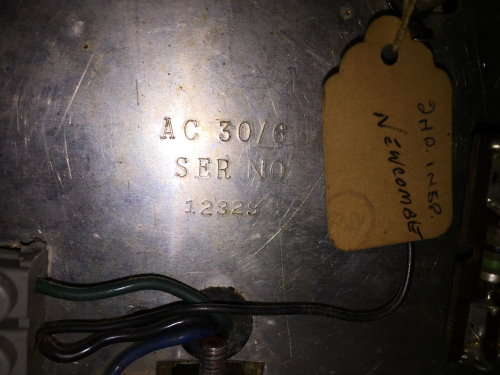 AC 30/6
SER NO
12329
2ND. INSP.
NEWCOMBE